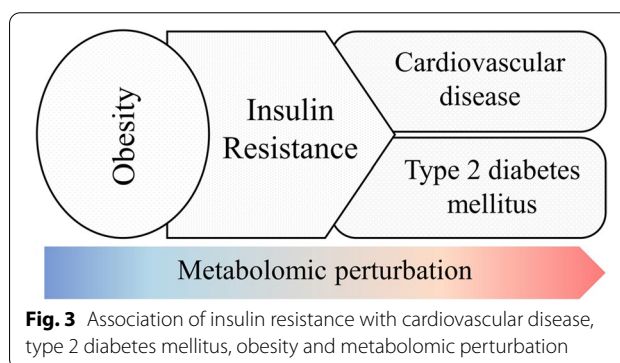 Obesity
Insulin
Resistance
Cardiovascular
disease
Type 2 diabetes
mellitus
Metabolomic perturbation
Fig. 3 Association of insulin resistance with cardiovascular disease,
type 2 diabetes mellitus, obesity and metabolomic perturbation